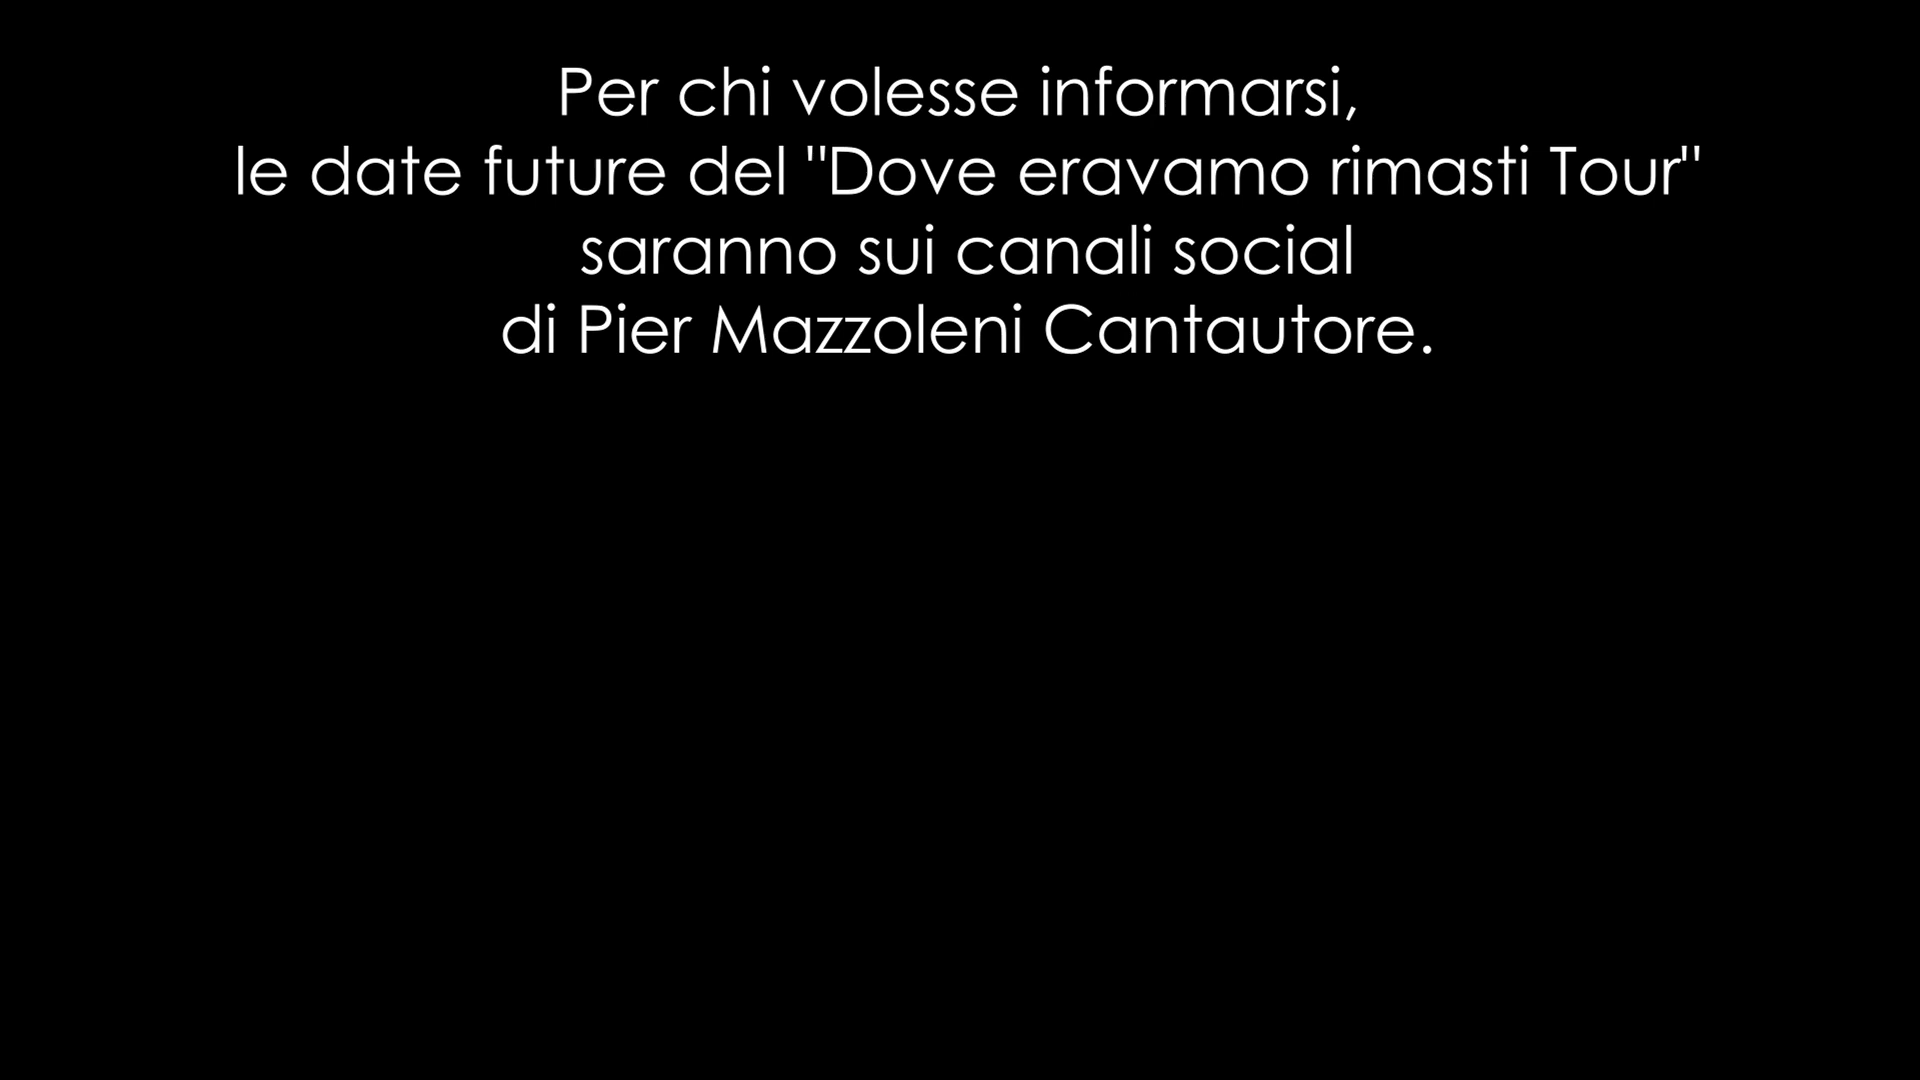 Per chi volesse informarsi,
le date future del "Dove eravamo rimasti Tour"
saranno sui canali social
di Pier Mazzoleni Cantautore.